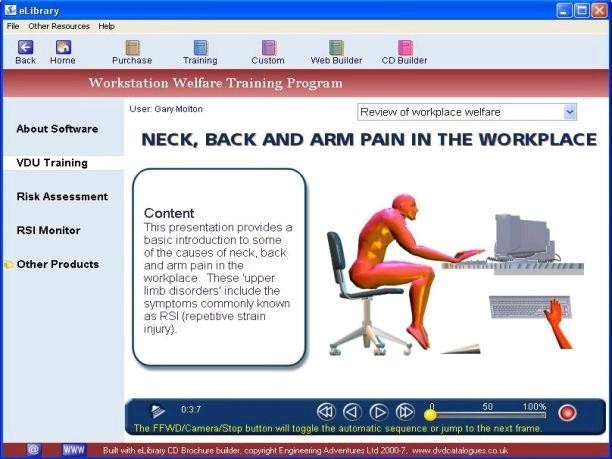 eLibrary
File Other Resources Help
Back Home Purchase Training Custom Web Builder CD Builder
Workstation Welfare Training Program
User: Gary Molton
Review of workplace welfare
About Software
VDU Training
Risk Assessment
RSI Monitor
Other Products
NECK, BACK AND ARM PAIN IN THE WORKPLACE
Content
This presentation provides a
basic introduction to some
of the causes of neck, back
and arm pain in the
workplace. These 'upper
limb disorders' include the
symptoms commonly known
as RSI (repetitive strain
injury).
0:3:7
0 50 100%
The FFWD/Camera/Stop button will toggle the automatic sequence or jump to the next frame.
@ WWW Built with eLibrary CD Brochure builder, copyright Engineering Adventures Ltd 2000-7, www.dvdcatalogues.co.uk